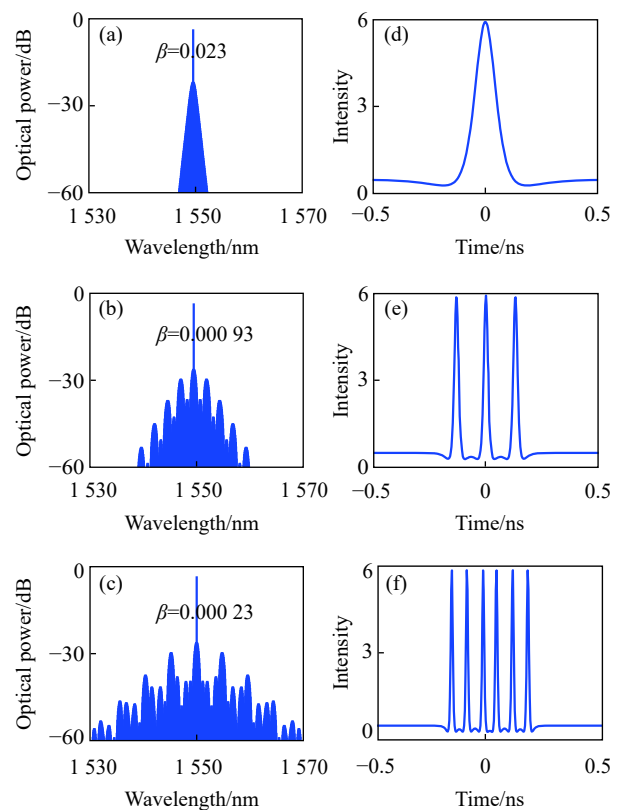 (a)
β=0.023
Optical power/dB
0
−30
−60
1 530
1 550
1 570
Wavelength/nm
(d)
Intensity
6
3
0
−0.5
0
0.5
Time/ns
(b)
β=0.000 93
Optical power/dB
0
−30
−60
1 530
1 550
1 570
Wavelength/nm
(e)
Intensity
6
3
0
−0.5
0
0.5
Time/ns
(c)
β=0.000 23
Optical power/dB
0
−30
−60
1 530
1 550
1 570
Wavelength/nm
(f)
Intensity
6
3
0
−0.5
0
0.5
Time/ns